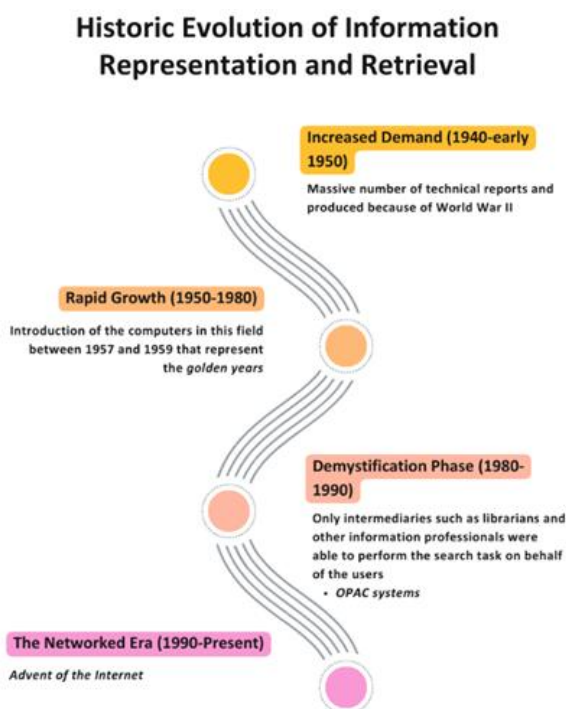 Historic Evolution of Information
Representation and Retrieval
Increased Demand (1940-early
1950)
Massive number of technical reports and
produced because of World War II
Rapid Growth (1950-1980)
Introduction of the computers in this field
between 1957 and 1959 that represent
the golden years
Demystification Phase (1980-
1990)
Only intermediaries such as librarians and
other information professionals were
able to perform the search task on behalf
of the users
• OPAC systems
The Networked Era (1990-Present)
Advent of the Internet